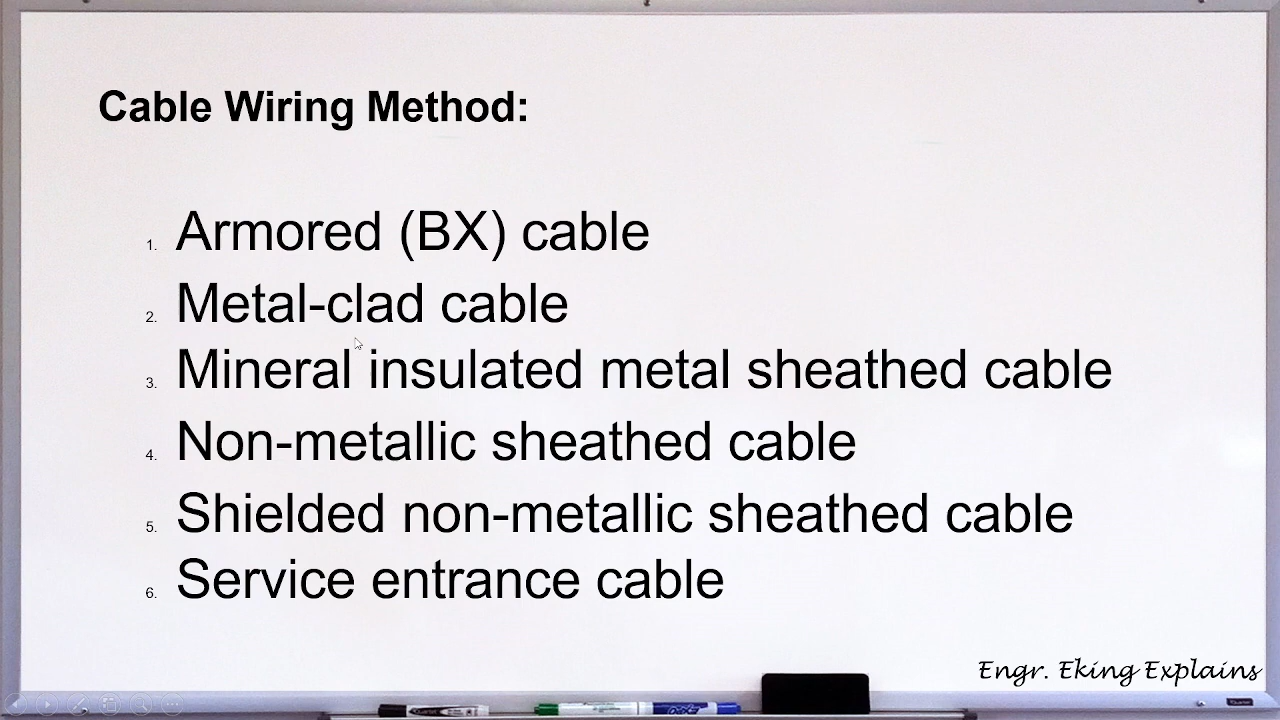 Cable Wiring Method:
1. Armored (BX) cable
2. Metal-clad cable
3. Mineral insulated metal sheathed cable
4. Non-metallic sheathed cable
5. Shielded non-metallic sheathed cable
6. Service entrance cable
Engr. Eking Explains